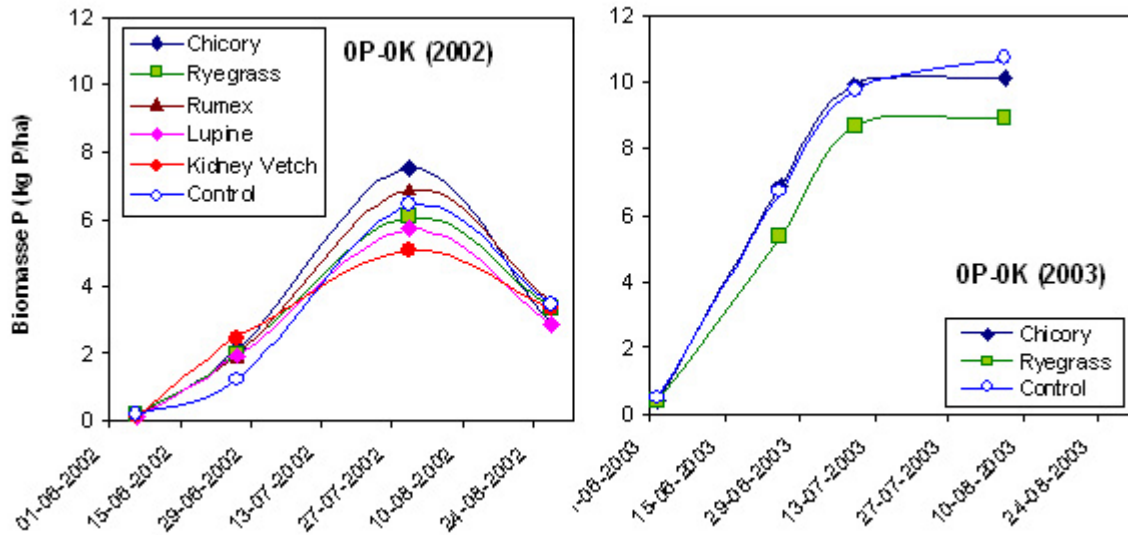 Biomasse P (kg P/ha)
12
10
8
6
4
2
0
Chicory
Ryegrass
Rumex
Lupine
Kidney Vetch
Control
0P-0K (2002)
01-06-2002
15-06-2002
29-06-2002
13-07-2002
27-07-2002
10-08-2002
24-08-2002
12
10
8
6
4
2
0
0P-0K (2003)
Chicory
Ryegrass
Control
-06-2003
15-06-2003
29-06-2003
13-07-2003
27-07-2003
10-08-2003
24-08-2003